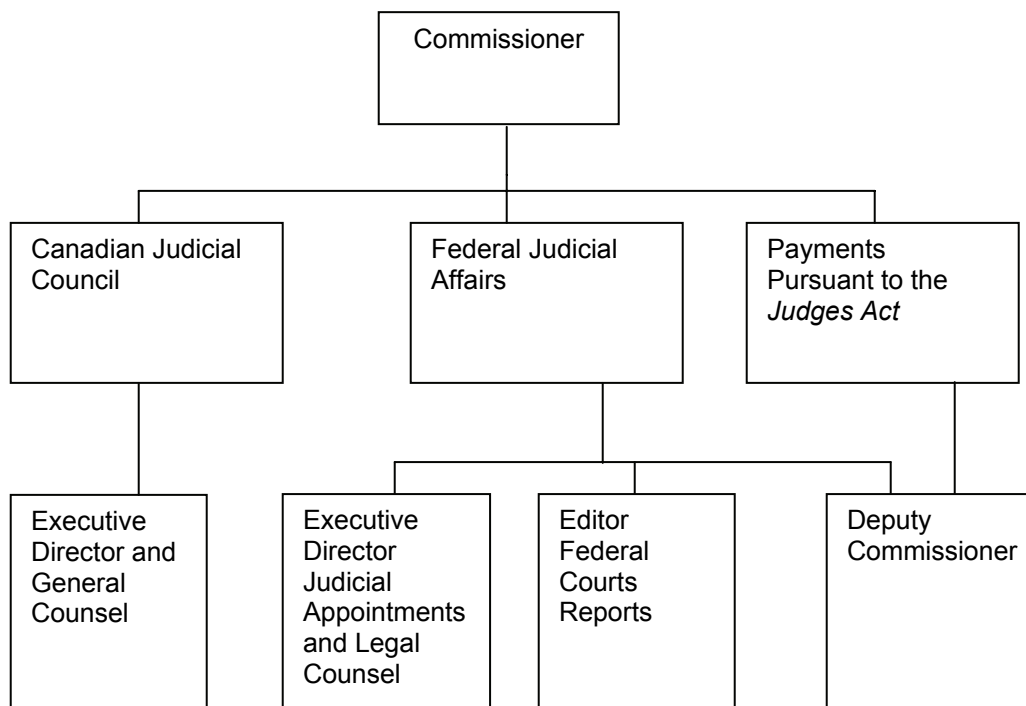 Commissioner
Canadian Judicial
Council
Federal Judicial
Affairs
Payments
Pursuant to the
Judges Act
Executive
Director and
General
Counsel
Executive
Director
Judicial
Appointments
and Legal
Counsel
Editor
Federal
Courts
Reports
Deputy
Commissioner